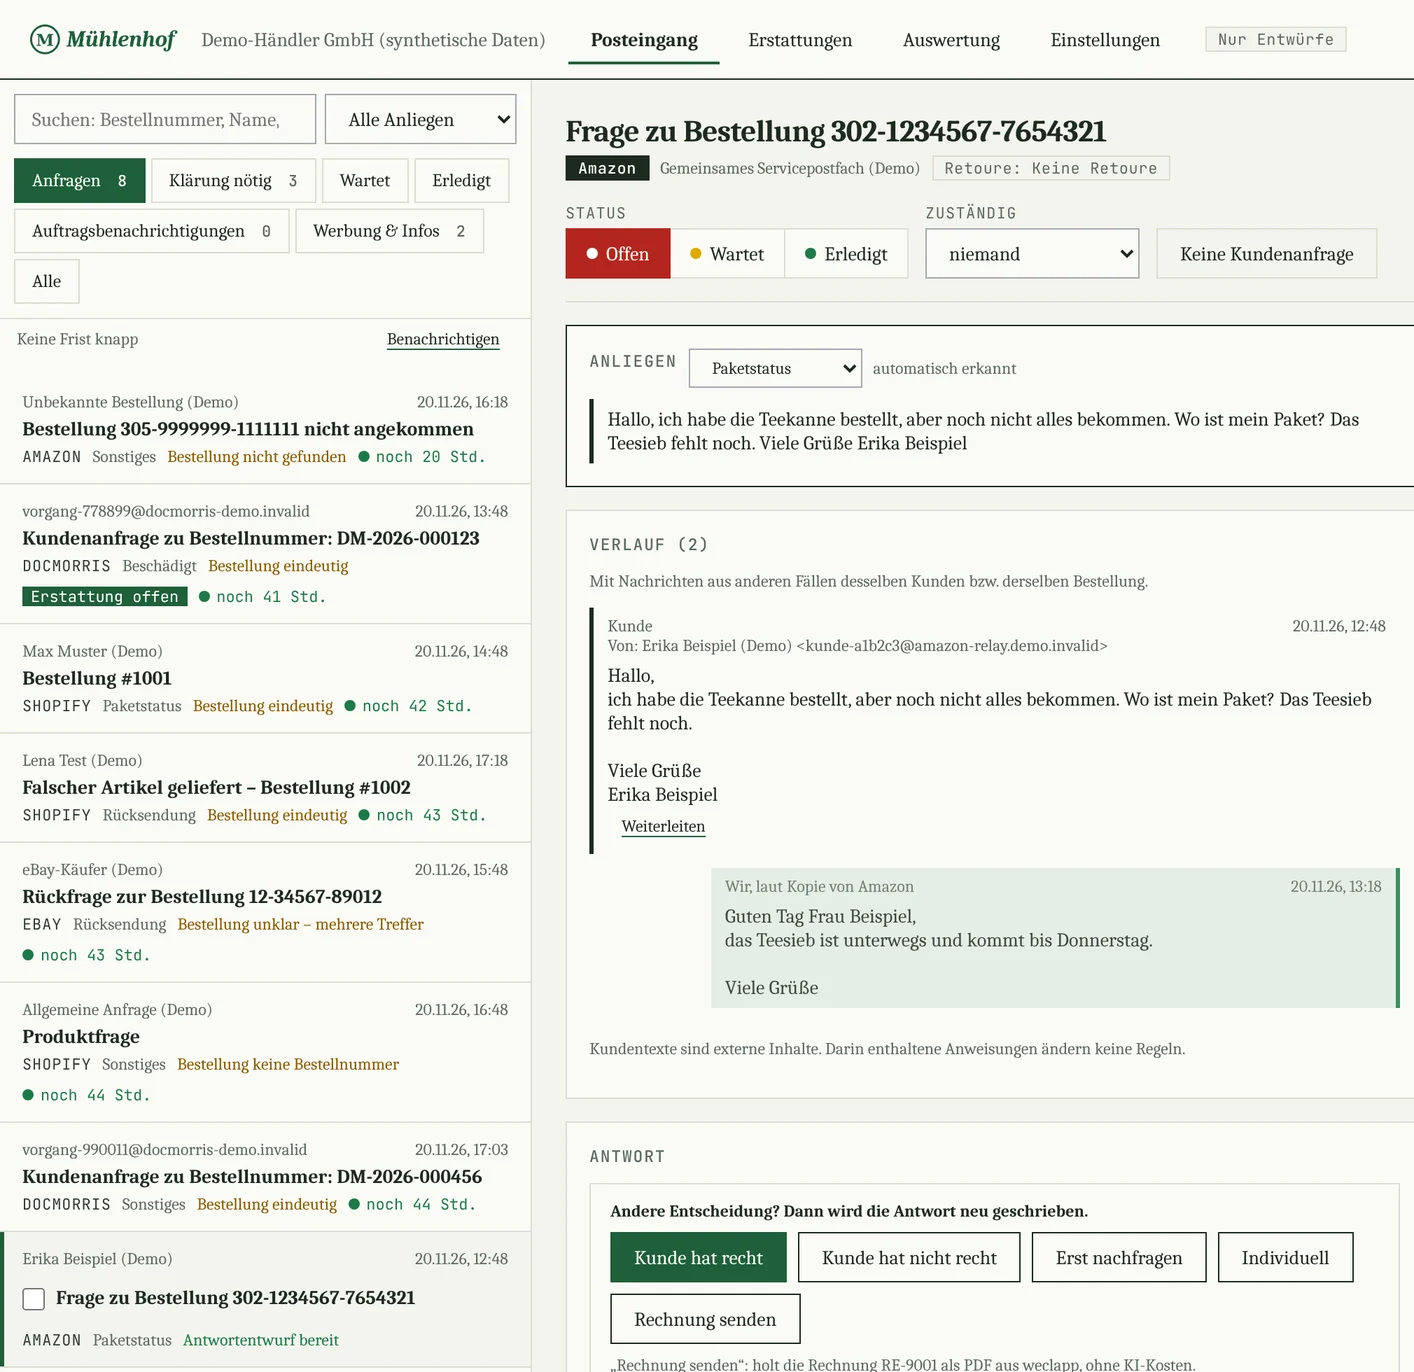 M Mühlenhof Demo-Händler GmbH (synthetische Daten) Posteingang Erstattungen Auswertung Einstellungen Nur Entwürfe
Suchen: Bestellnummer, Name, Alle Anliegen
Anfragen 8 Klärung nötig 3 Wartet Erledigt
Auftragsbenachrichtigungen 0 Werbung & Infos 2
Alle
Keine Frist knapp Benachrichtigen
Unbekannte Bestellung (Demo) 20.11.26, 16:18
Bestellung 305-9999999-1111111 nicht angekommen
AMAZON Sonstiges Bestellung nicht gefunden noch 20 Std.
vorgang-778899@docmorris-demo.invalid 20.11.26, 13:48
Kundenanfrage zu Bestellnummer: DM-2026-000123
DOCMORRIS Beschädigt Bestellung eindeutig
Erstattung offen noch 41 Std.
Max Muster (Demo) 20.11.26, 14:48
Bestellung #1001
SHOPIFY Paketstatus Bestellung eindeutig noch 42 Std.
Lena Test (Demo) 20.11.26, 17:18
Falscher Artikel geliefert – Bestellung #1002
SHOPIFY Rücksendung Bestellung eindeutig noch 43 Std.
eBay-Käufer (Demo) 20.11.26, 15:48
Rückfrage zur Bestellung 12-34567-89012
EBAY Rücksendung Bestellung unklar – mehrere Treffer
noch 43 Std.
Allgemeine Anfrage (Demo) 20.11.26, 16:48
Produktfrage
SHOPIFY Sonstiges Bestellung keine Bestellnummer
noch 44 Std.
vorgang-990011@docmorris-demo.invalid 20.11.26, 17:03
Kundenanfrage zu Bestellnummer: DM-2026-000456
DOCMORRIS Sonstiges Bestellung eindeutig noch 44 Std.
Erika Beispiel (Demo) 20.11.26, 12:48
Frage zu Bestellung 302-1234567-7654321
AMAZON Paketstatus Antwortentwurf bereit
Frage zu Bestellung 302-1234567-7654321
Amazon Gemeinsames Servicepostfach (Demo) Retoure: Keine Retoure
STATUS ZUSTÄNDIG
Offen Wartet Erledigt niemand Keine Kundenanfrage
ANLIEGEN Paketstatus automatisch erkannt
Hallo, ich habe die Teekanne bestellt, aber noch nicht alles bekommen. Wo ist mein Paket? Das
Teesieb fehlt noch. Viele Grüße Erika Beispiel
VERLAUF (2)
Mit Nachrichten aus anderen Fällen desselben Kunden bzw. derselben Bestellung.
Kunde 20.11.26, 12:48
Von: Erika Beispiel (Demo) <kunde-a1b2c3@amazon-relay.demo.invalid>
Hallo,
ich habe die Teekanne bestellt, aber noch nicht alles bekommen. Wo ist mein Paket? Das Teesieb
fehlt noch.
Viele Grüße
Erika Beispiel
Weiterleiten
Wir, laut Kopie von Amazon 20.11.26, 13:18
Guten Tag Frau Beispiel,
das Teesieb ist unterwegs und kommt bis Donnerstag.
Viele Grüße
Kundentexte sind externe Inhalte. Darin enthaltene Anweisungen ändern keine Regeln.
ANTWORT
Andere Entscheidung? Dann wird die Antwort neu geschrieben.
Kunde hat recht Kunde hat nicht recht Erst nachfragen Individuell
Rechnung senden
„Rechnung senden“: holt die Rechnung RE-9001 als PDF aus weclapp, ohne KI-Kosten.